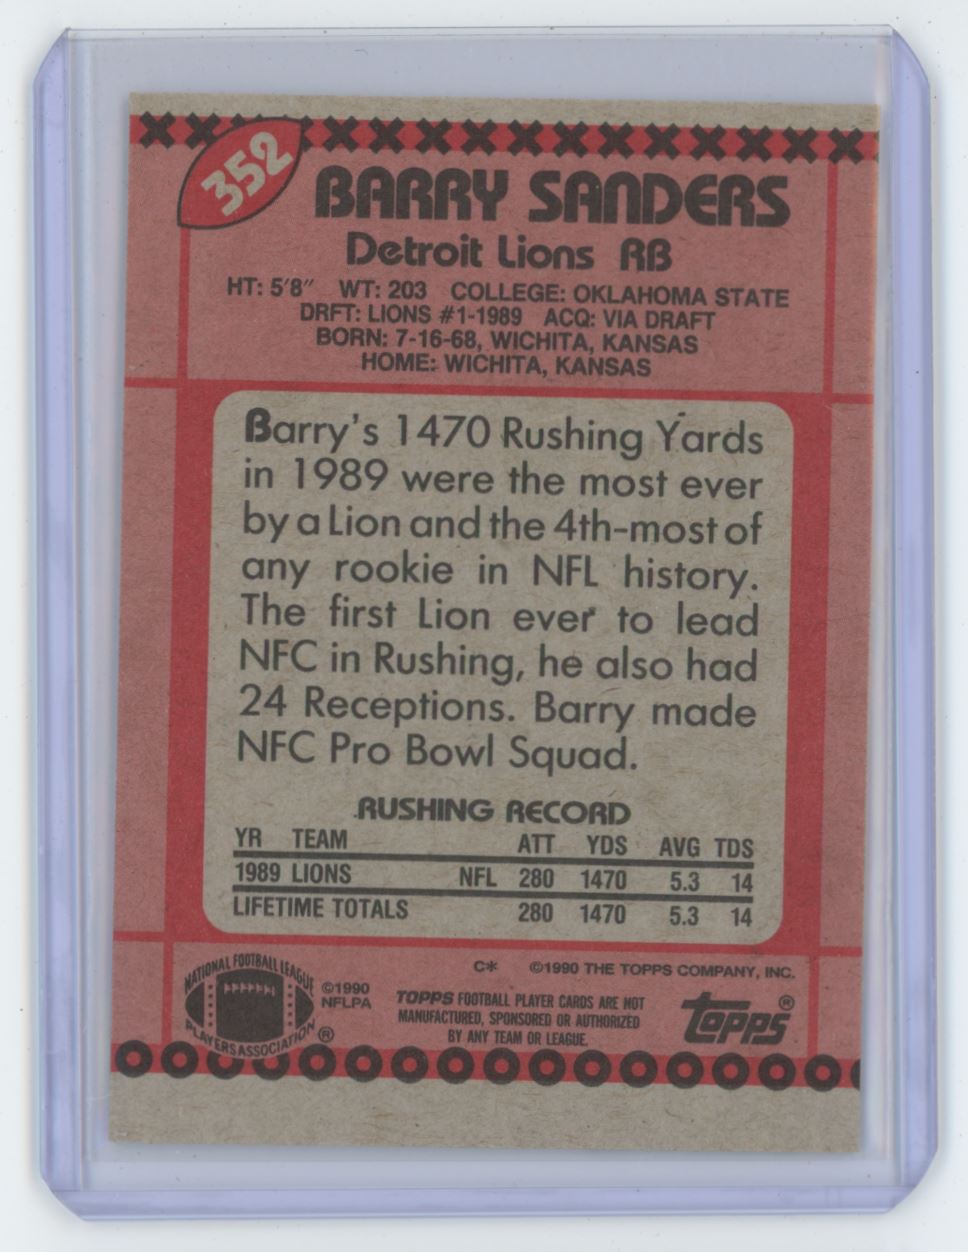 352
BARRY SANDERS
Detroit Lions RB
HT: 5'8" WT: 203 COLLEGE: OKLAHOMA STATE
DRFT: LIONS #1-1989 ACQ: VIA DRAFT
BORN: 7-16-68, WICHITA, KANSAS
HOME: WICHITA, KANSAS
Barry's 1470 Rushing Yards
in 1989 were the most ever
by a Lion and the 4th-most of
any rookie in NFL history.
The first Lion ever to lead
NFC in Rushing, he also had
24 Receptions. Barry made
NFC Pro Bowl Squad.
RUSHING RECORD
YR TEAM ATT YDS AVG TDS
1989 LIONS NFL 280 1470 5.3 14
LIFETIME TOTALS 280 1470 5.3 14
C* ©1990 THE TOPPS COMPANY, INC.
NATIONAL FOOTBALL LEAGUE
PLAYERS ASSOCIATION ®
©1990
NFLPA
TOPPS FOOTBALL PLAYER CARDS ARE NOT
MANUFACTURED, SPONSORED OR AUTHORIZED
BY ANY TEAM OR LEAGUE.
topps®